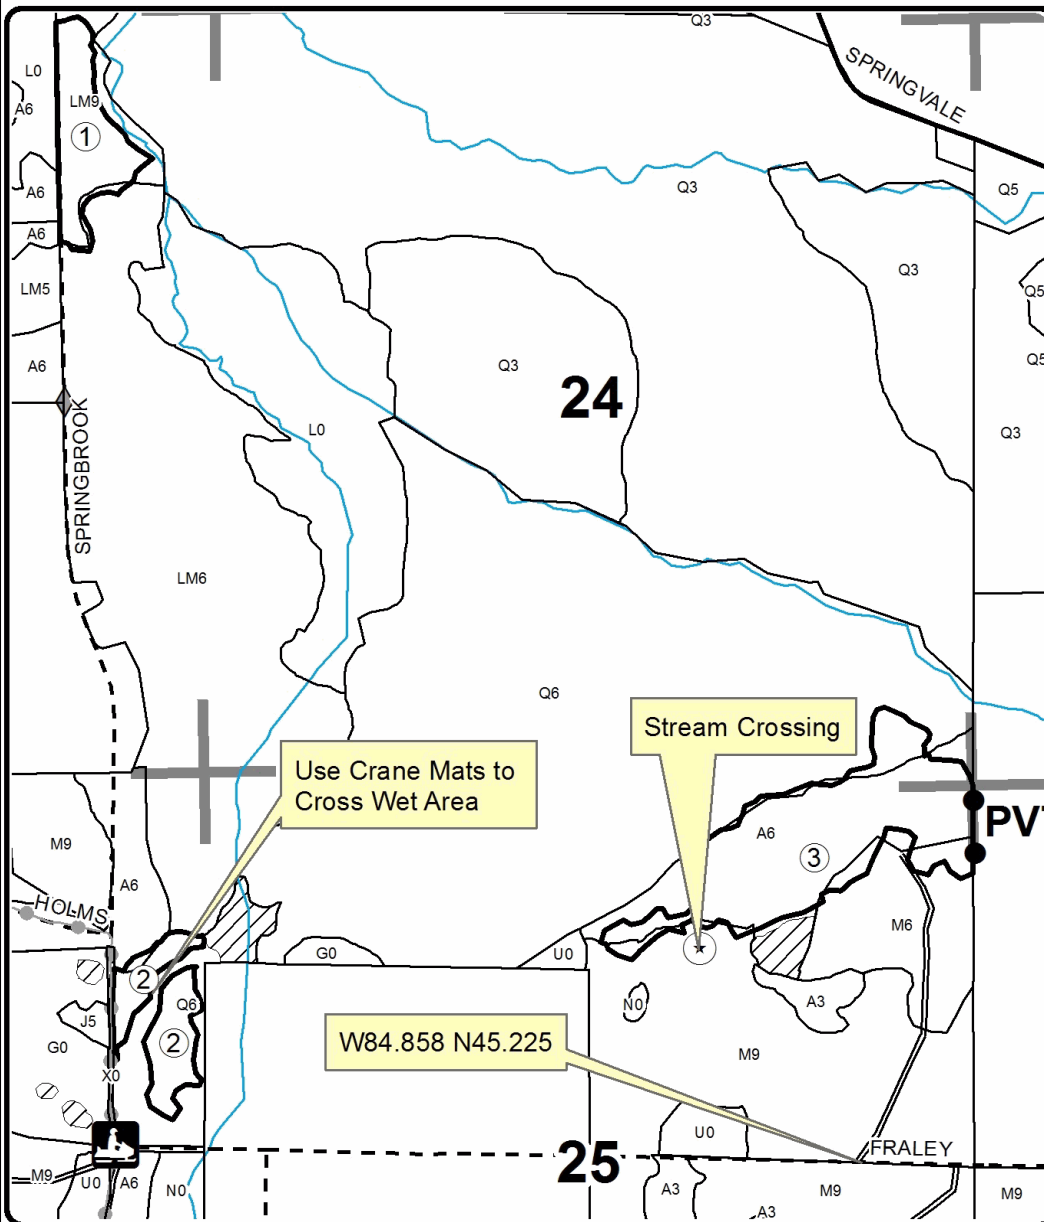 Q3
SPRINGVALE
L0
A6
LM9
1
Q3
Q5
A6
A6
Q3
LM5
Q5
A6
Q3
Q5
24
SPRINGBROOK
L0
Q3
LM6
Q6
Stream Crossing
Use Crane Mats to
Cross Wet Area
PV
A6
M9
3
A6
HOLMS
M6
G0
U0
2
Q6
N0
A3
J5
G0
2
W84.858 N45.225
M9
X0
U0
FRALEY
25
M9
U0
A6
N0
A3
M9
M9
A3